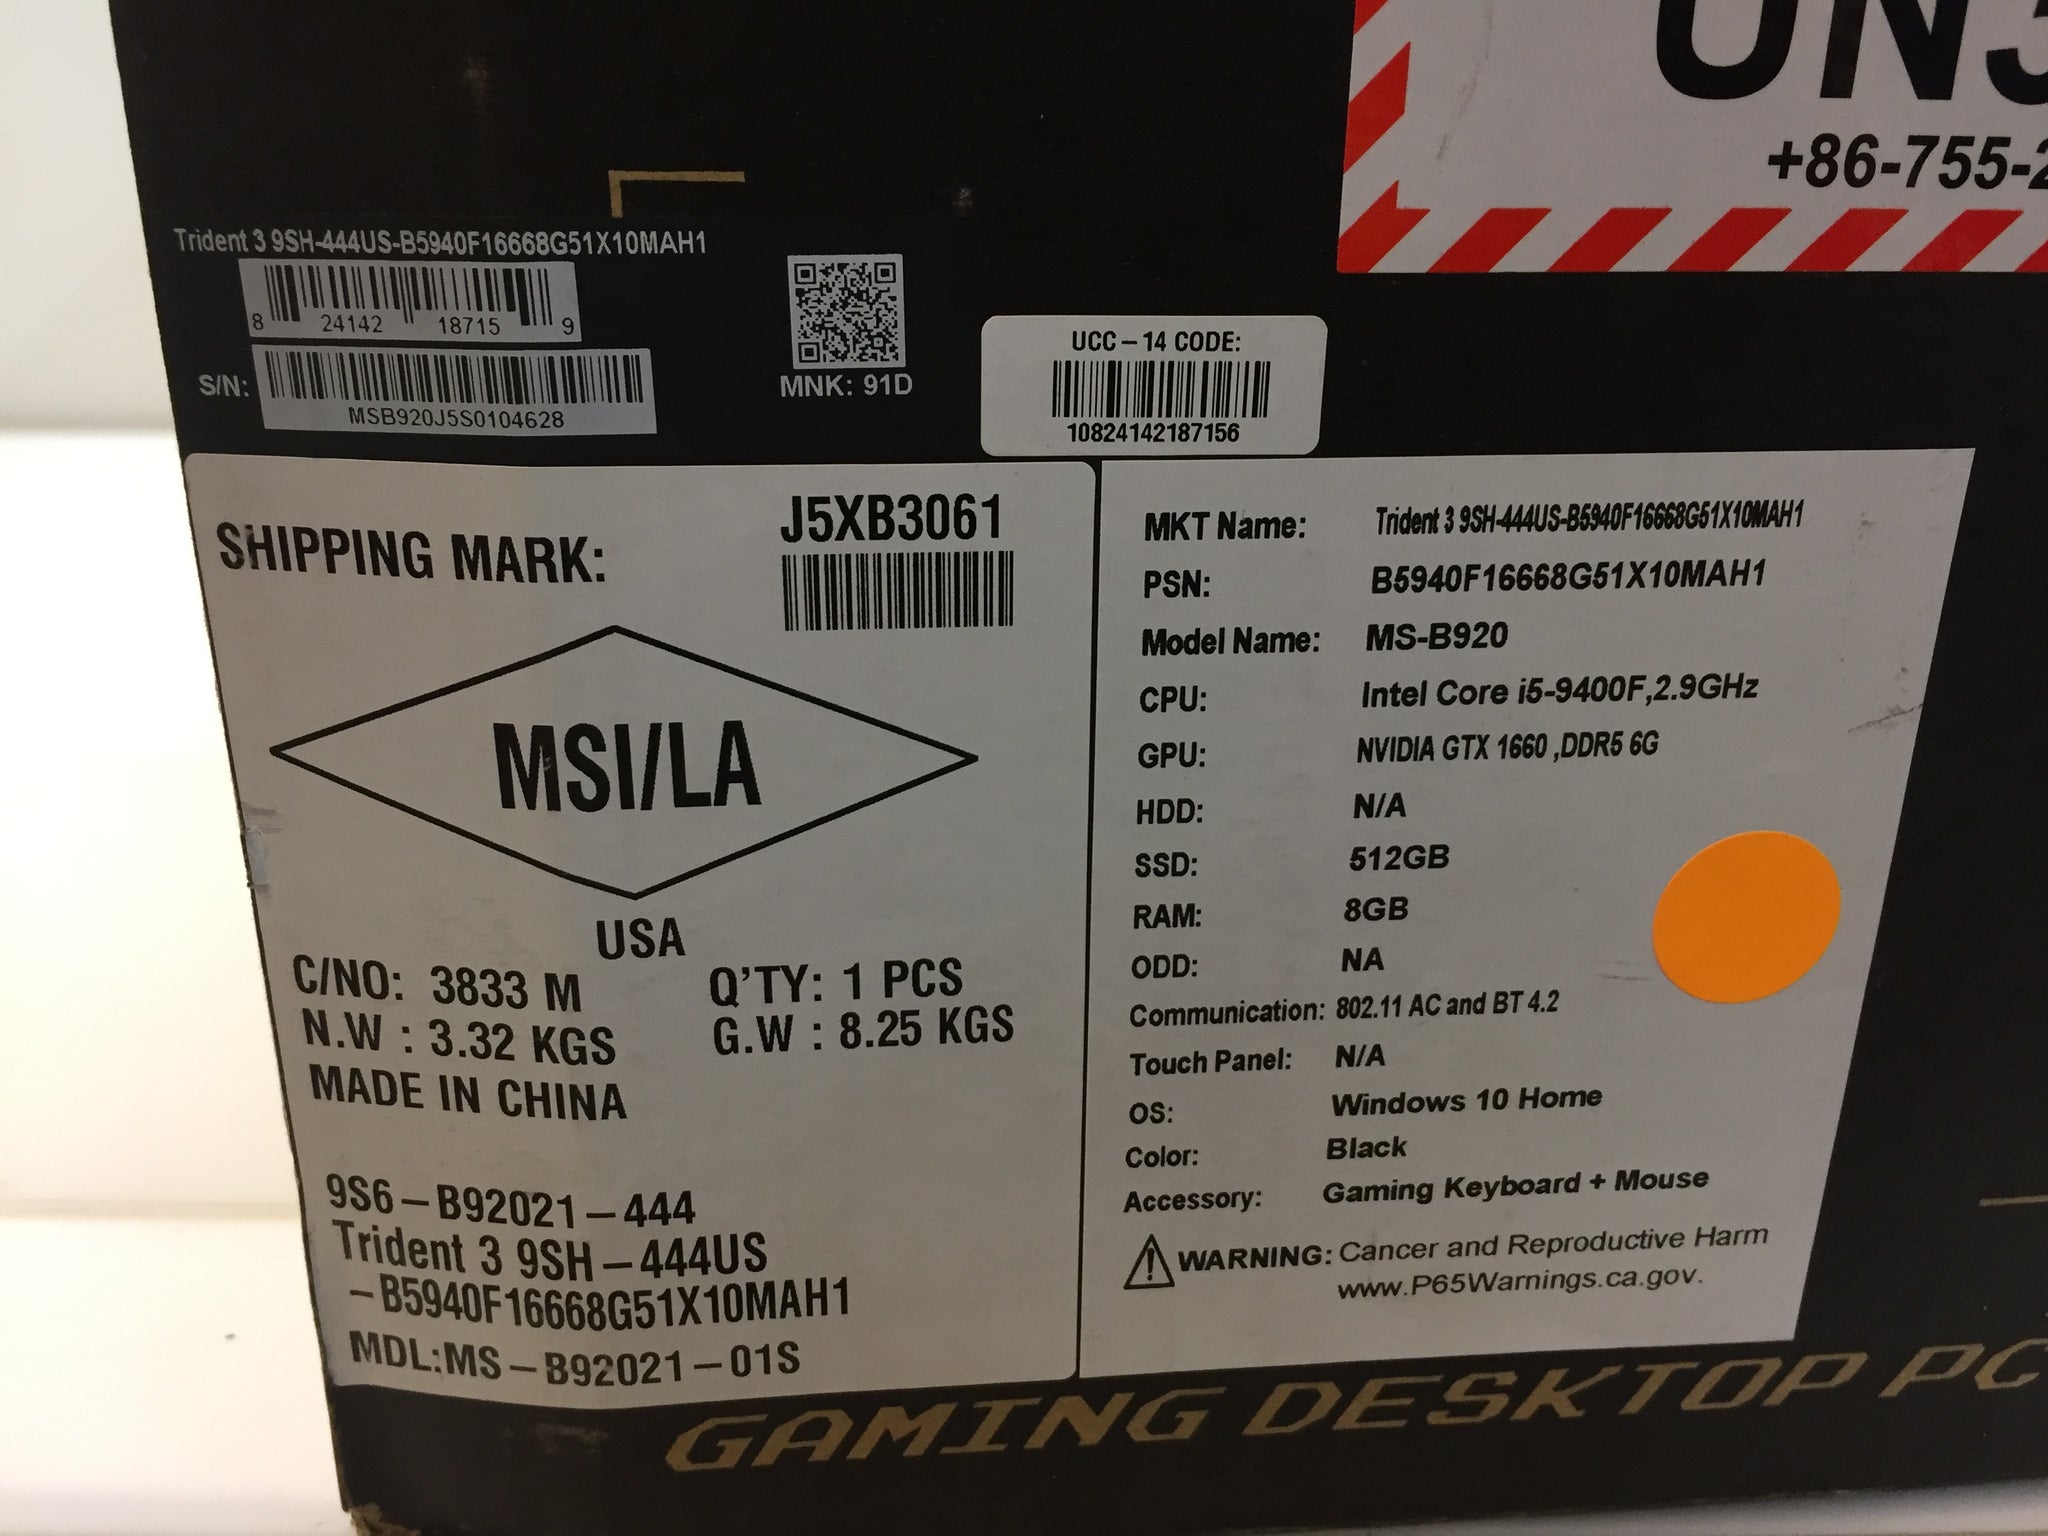 +86-755-2
Trident 3 9SH-444US-B5940F16668G51X10MAH1
8 24142 18715 9
S/N:
MSB920J5S0104628
MNK: 91D
UCC-14 CODE:
10824142187156
SHIPPING MARK:
J5XB3061
MSI/LA
USA
C/NO: 3833 M Q'TY: 1 PCS
N.W : 3.32 KGS G.W : 8.25 KGS
MADE IN CHINA
9S6-B92021-444
Trident 3 9SH-444US
-B5940F16668G51X10MAH1
MDL:MS-B92021-01S
MKT Name: Trident 3 9SH-444US-B5940F16668G51X10MAH1
PSN: B5940F16668G51X10MAH1
Model Name: MS-B920
CPU: Intel Core i5-9400F,2.9GHz
GPU: NVIDIA GTX 1660 ,DDR5 6G
HDD: N/A
SSD: 512GB
RAM: 8GB
ODD: NA
Communication: 802.11 AC and BT 4.2
Touch Panel: N/A
OS: Windows 10 Home
Color: Black
Accessory: Gaming Keyboard + Mouse
WARNING: Cancer and Reproductive Harm
www.P65Warnings.ca.gov.
GAMING DESKTOP PC